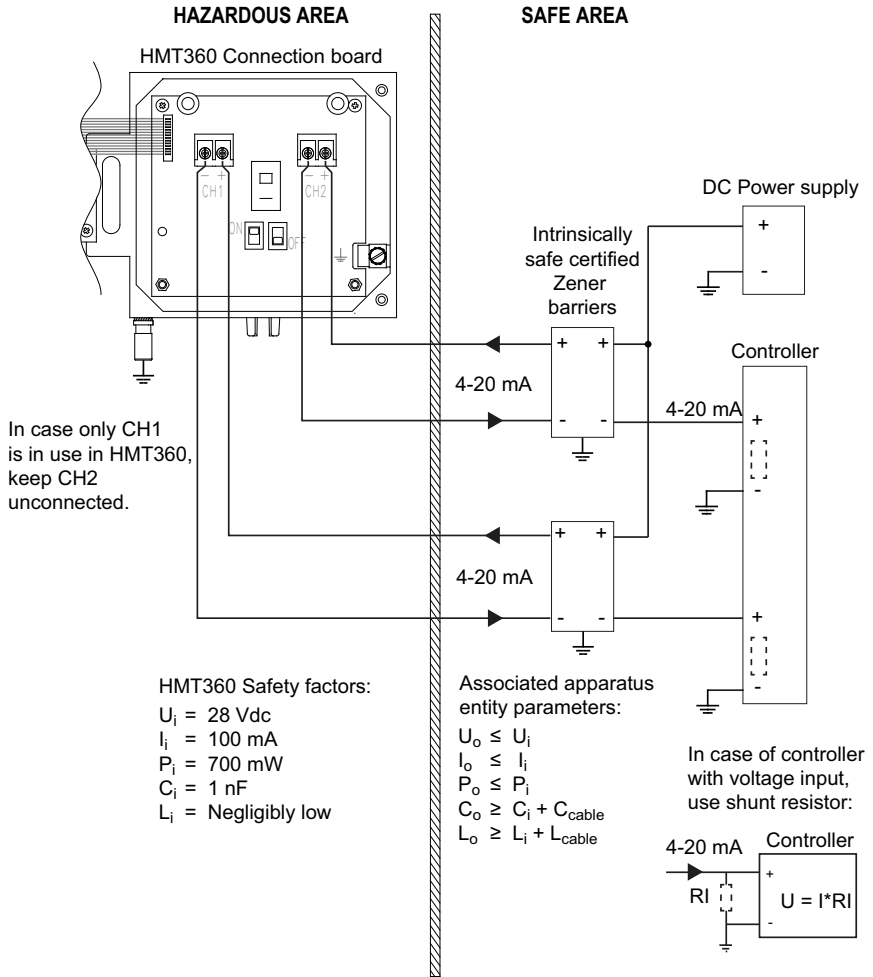 HAZARDOUS AREA
SAFE AREA
HMT360 Connection board
- +
CH1
- +
CH2
ON
OFF
DC Power supply
+
-
Intrinsically
safe certified
Zener
barriers
+ +
- -
4-20 mA
Controller
4-20 mA
+
-
In case only CH1
is in use in HMT360,
keep CH2
unconnected.
+ +
- -
4-20 mA
+
-
HMT360 Safety factors:
Ui = 28 Vdc
Ii = 100 mA
Pi = 700 mW
Ci = 1 nF
Li = Negligibly low
Associated apparatus
entity parameters:
Uo ≤ Ui
Io ≤ Ii
Po ≤ Pi
Co ≥ Ci + Ccable
Lo ≥ Li + Lcable
In case of controller
with voltage input,
use shunt resistor:
4-20 mA
Controller
RI
+
U = I*RI
-